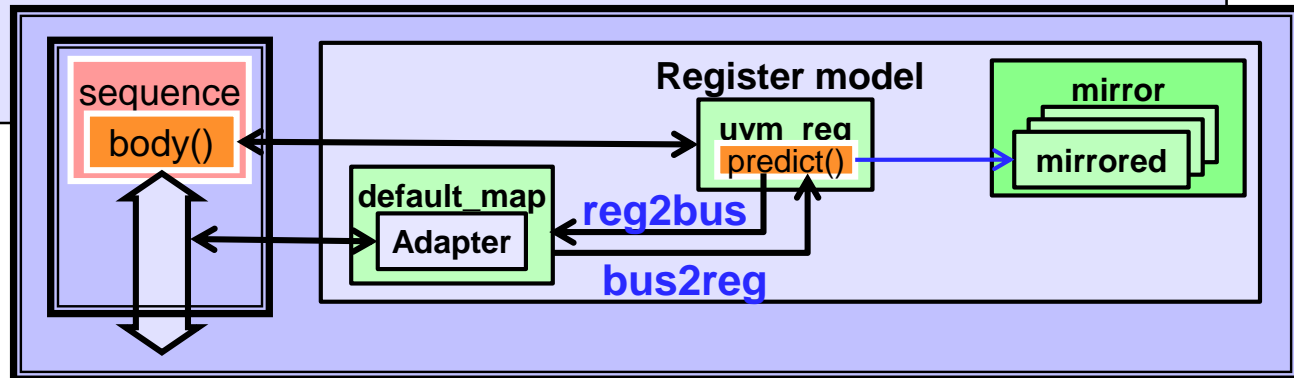 Register model
sequence
body()
uvm_reg
predict()
mirror
mirrored
default_map
Adapter
reg2bus
bus2reg